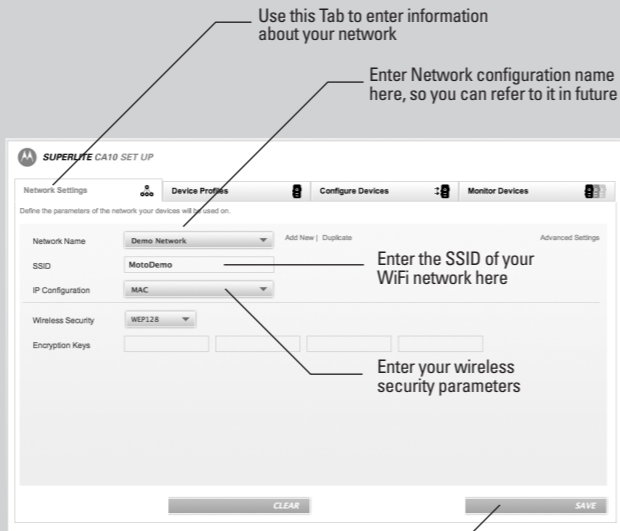 Use this Tab to enter information
about your network
Enter Network configuration name
here, so you can refer to it in future
SUPERLITE CA10 SET UP
Network Settings
Device Profiles
Configure Devices
Monitor Devices
Define the parameters of the network your devices will be used on.
Network Name
Demo Network
Add New | Duplicate
Advanced Settings
SSID
MotoDemo
Enter the SSID of your
WiFi network here
IP Configuration
MAC
Wireless Security
WEP128
Encryption Keys
Enter your wireless
security parameters
CLEAR
SAVE